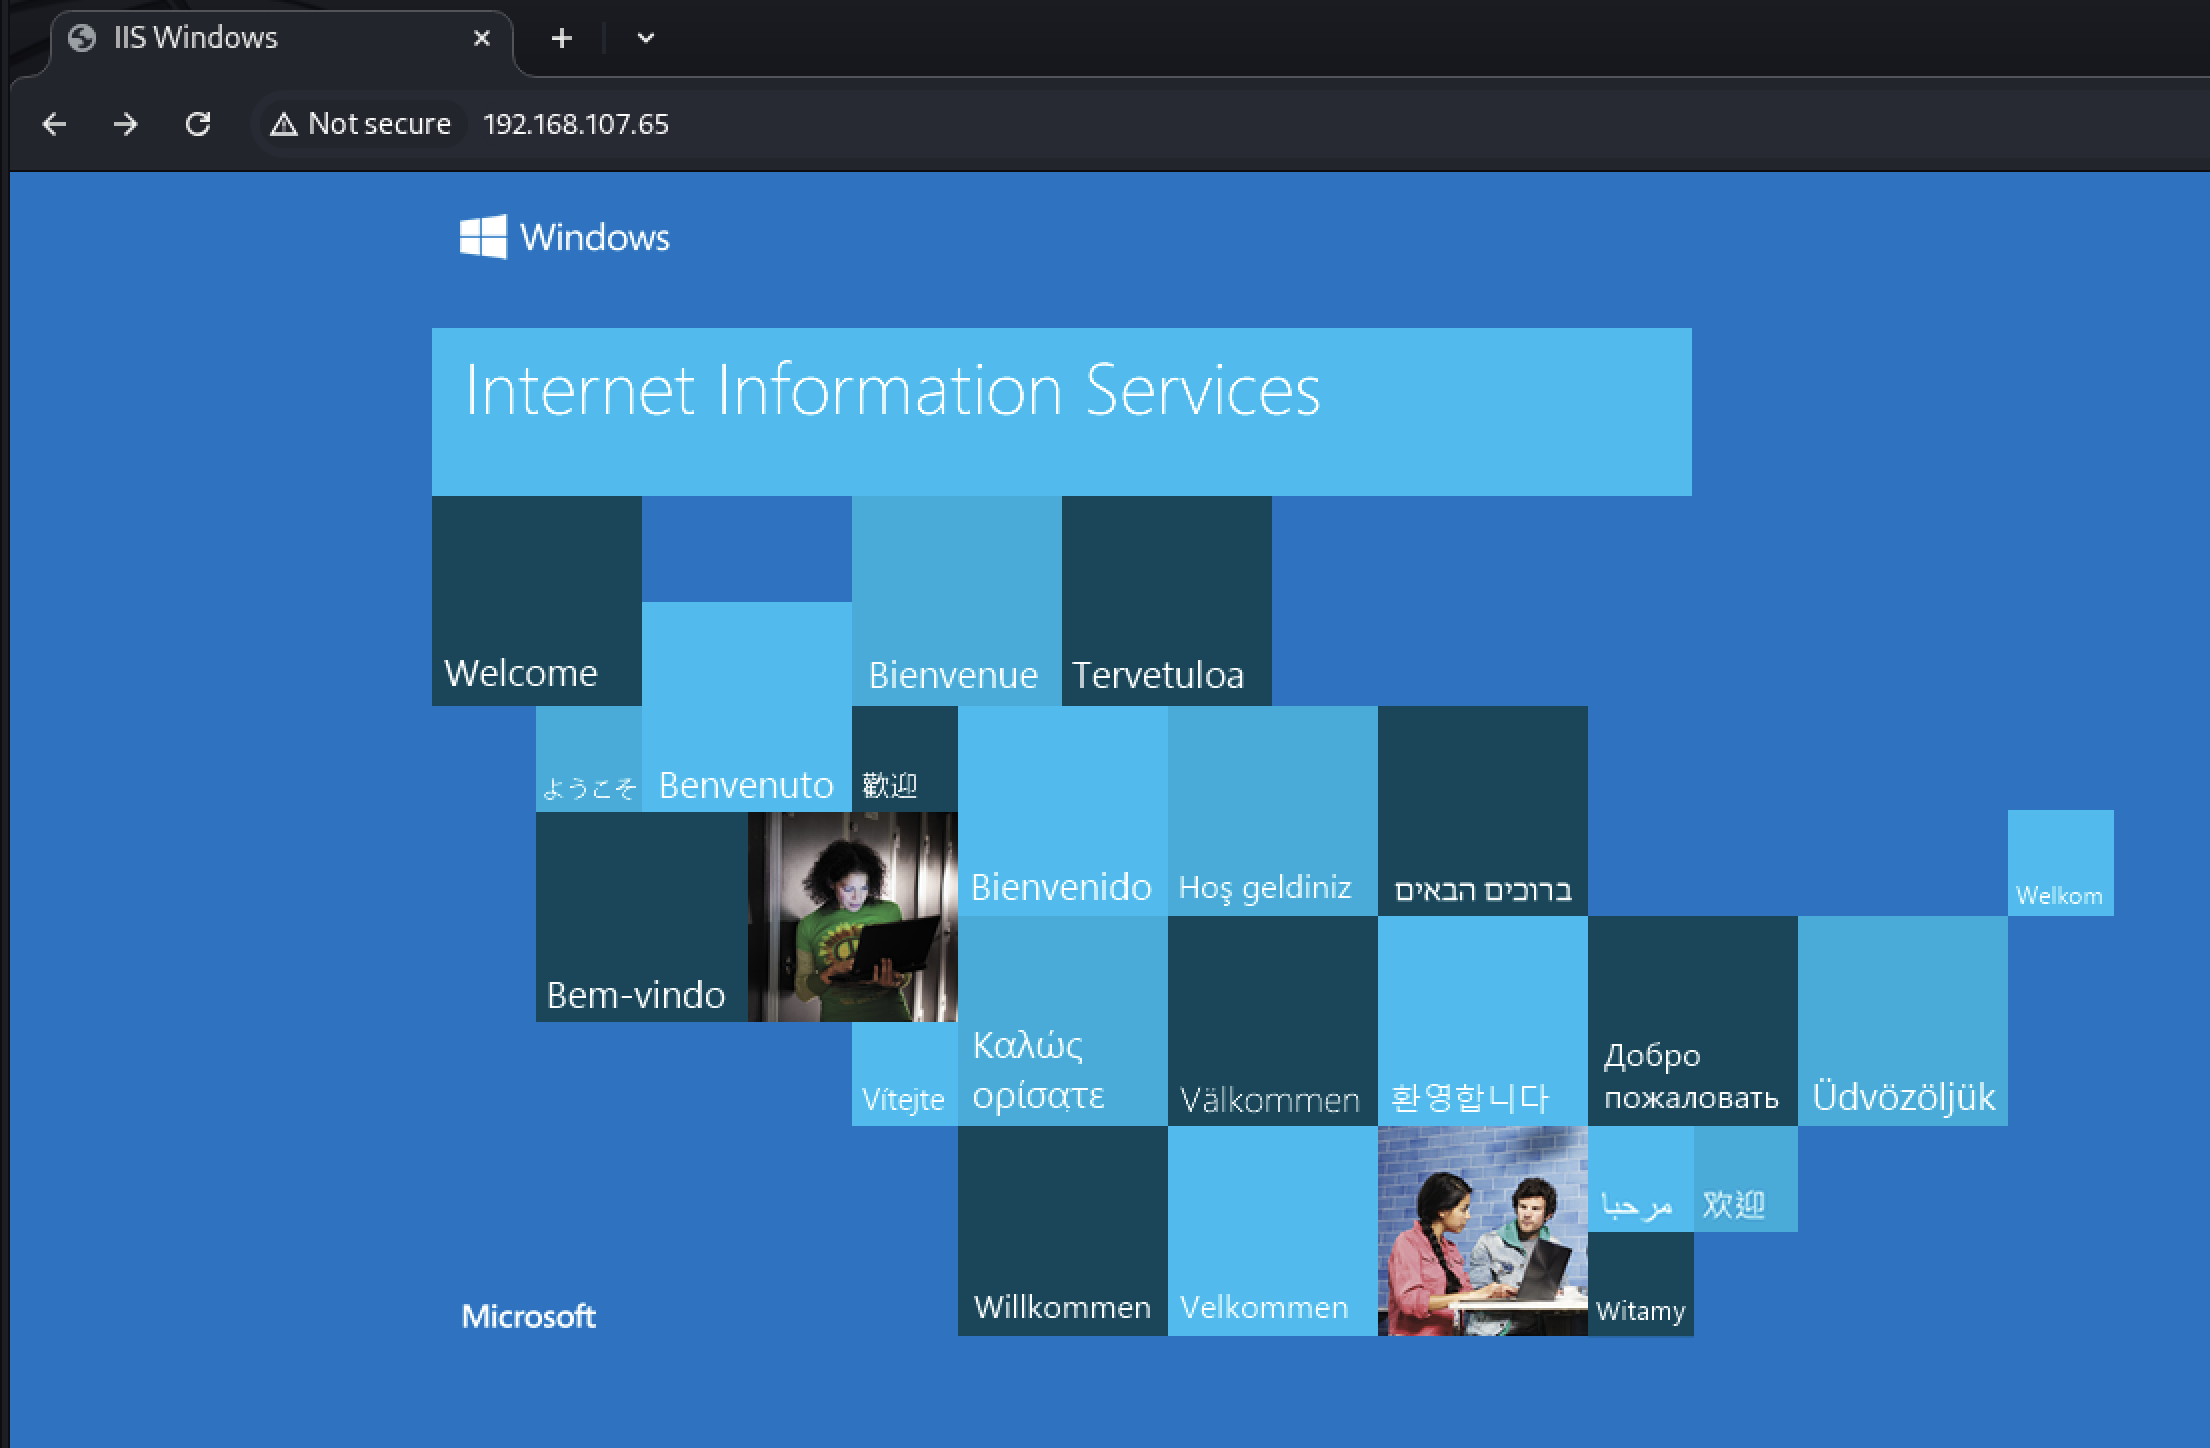 IIS Windows
Not secure
192.168.107.65
Windows
Internet Information Services
Welcome
Bienvenue
Tervetuloa
ようこそ
Benvenuto
歡迎
Bienvenido
Hoş geldiniz
ברוכים הבאים
Welkom
Bem-vindo
Vítejte
Καλώς
ορίσατε
Välkommen
환영합니다
Добро
пожаловать
Üdvözöljük
Willkommen
Velkommen
مرحبا
欢迎
Witamy
Microsoft